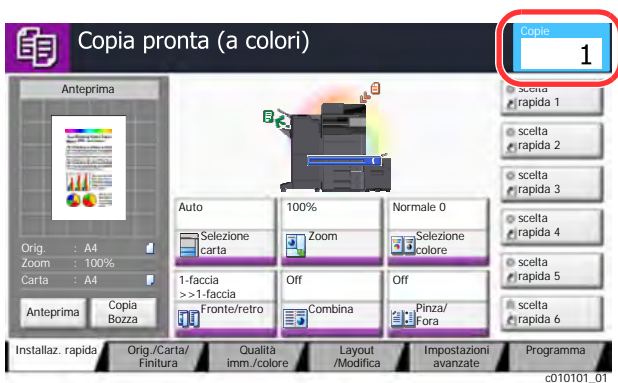 Copia pronta (a colori)
Copie
1
Anteprima
Orig. : A4
Zoom : 100%
Carta : A4
Anteprima
Copia
Bozza
Auto
Selezione
carta
100%
Zoom
Normale 0
Selezione
colore
1-faccia
>>1-faccia
Fronte/retro
Off
Combina
Off
Pinza/
Fora
scelta
rapida 1
scelta
rapida 2
scelta
rapida 3
scelta
rapida 4
scelta
rapida 5
scelta
rapida 6
Installaz. rapida
Orig./Carta/
Finitura
Qualità
imm./colore
Layout
/Modifica
Impostazioni
avanzate
Programma
c010101_01